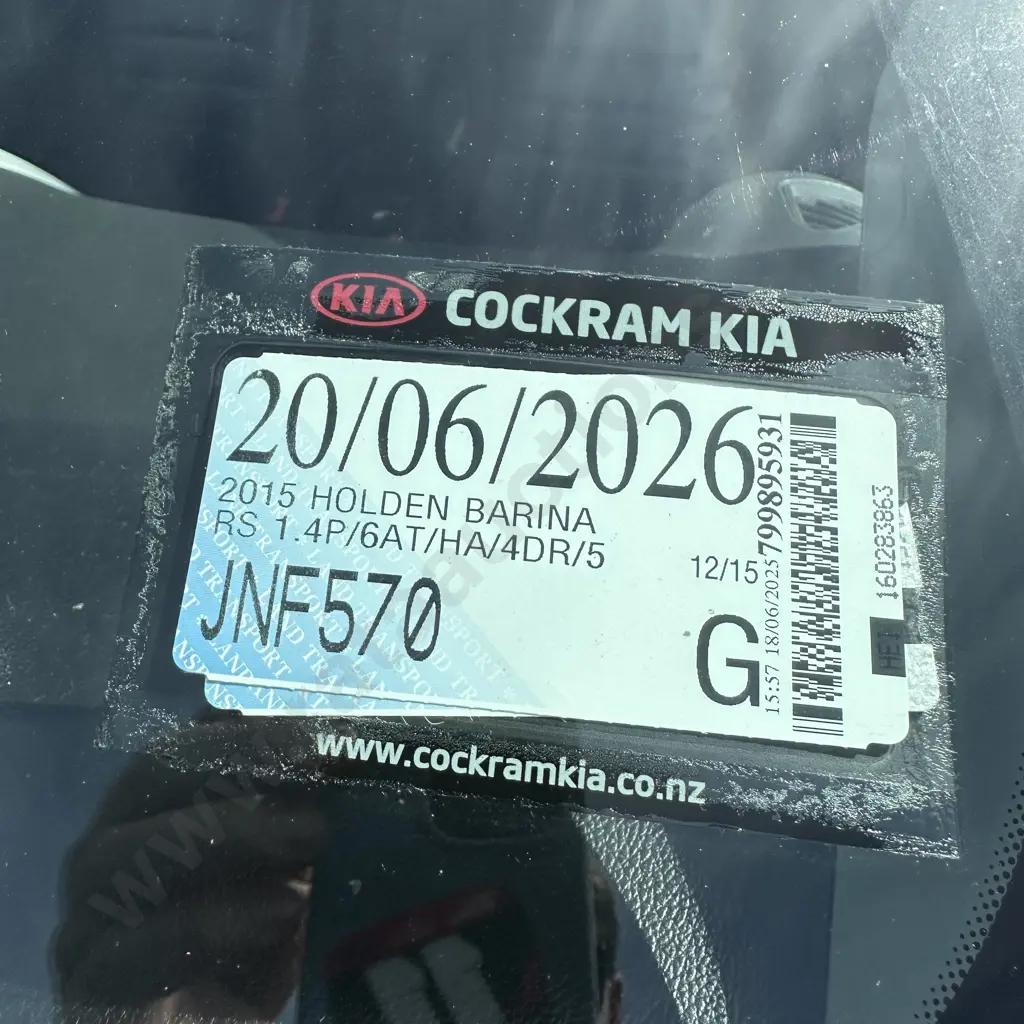 KIA COCKRAM KIA
20/06/2026
2015 HOLDEN BARINA
RS 1.4P/6AT/HA/4DR/5
12/15
JNF570
G
15:57 18/06/2025 799895931
160283863
HEI
www.cockramkia.co.nz